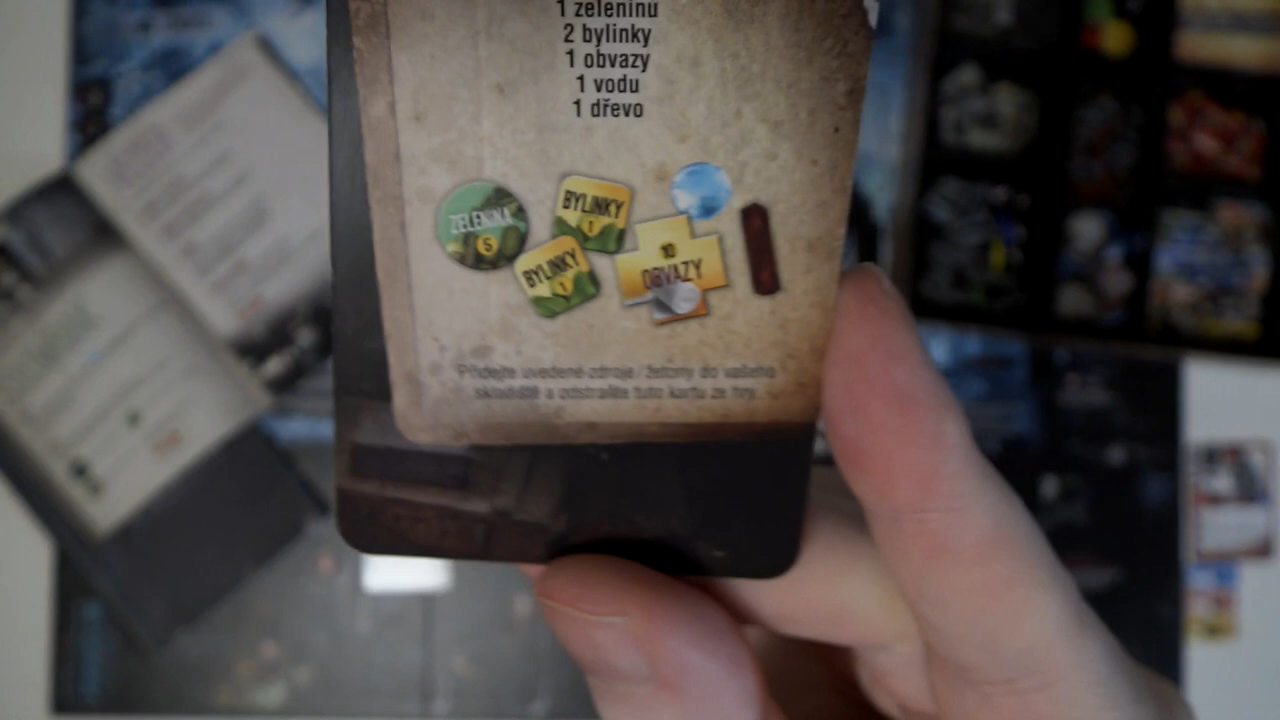 1 zeleninu
2 bylinky
1 obvazy
1 vodu
1 dřevo
ZELENINA
5
BYLINKY
1
BYLINKY
1
10
OBVAZY
Přidejte uvedené zdroje / žetony do vašeho
skladiště a odstraňte tuto kartu ze hry.